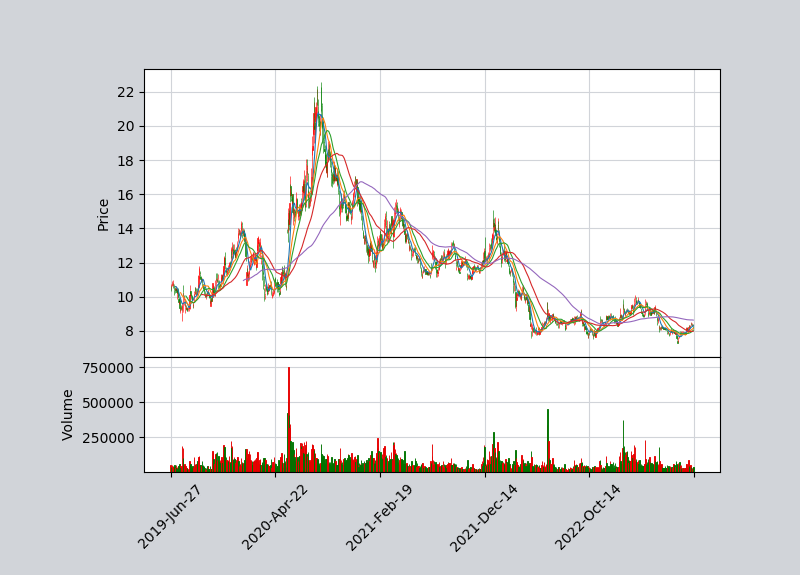 Price
22
20
18
16
14
12
10
8
Volume
750000
500000
250000
2019-Jun-27
2020-Apr-22
2021-Feb-19
2021-Dec-14
2022-Oct-14